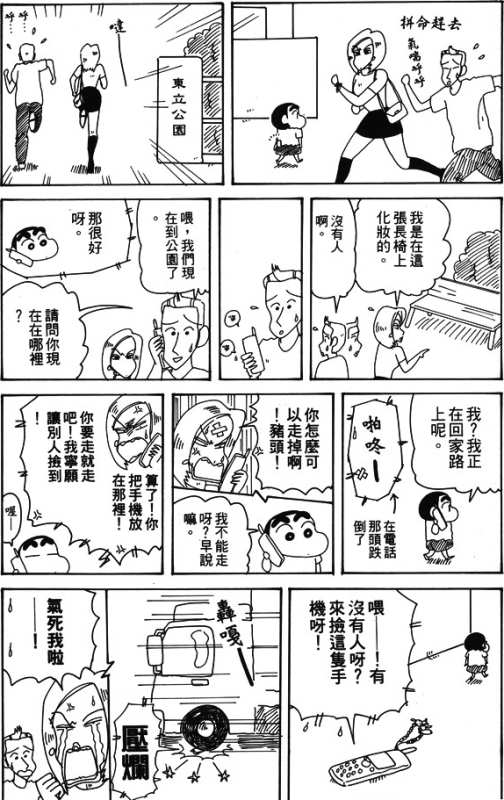 拼命趕去
氣喘
呼呼
噠
呼
呼
東立公園
我是在這
張長椅上
化妝的。
沒有人
啊。
喂，我們現
在到公園了
。
那很好
呀。
請問你現
在在哪裡
？
我？我正
在回家路
上呢。
啪咚—
在電話
那頭跌
倒了
你怎麼可
以走掉啊
！豬頭！
我不能走
呀？早說
嘛。
算了！你
把手機放
在那裡！
你要走就走
吧！我寧願
讓別人撿到
！
喔—
喂——！有
沒有人呀？
來撿這隻手
機呀！
轟
嘎—
壓爛
氣死我啦
——！